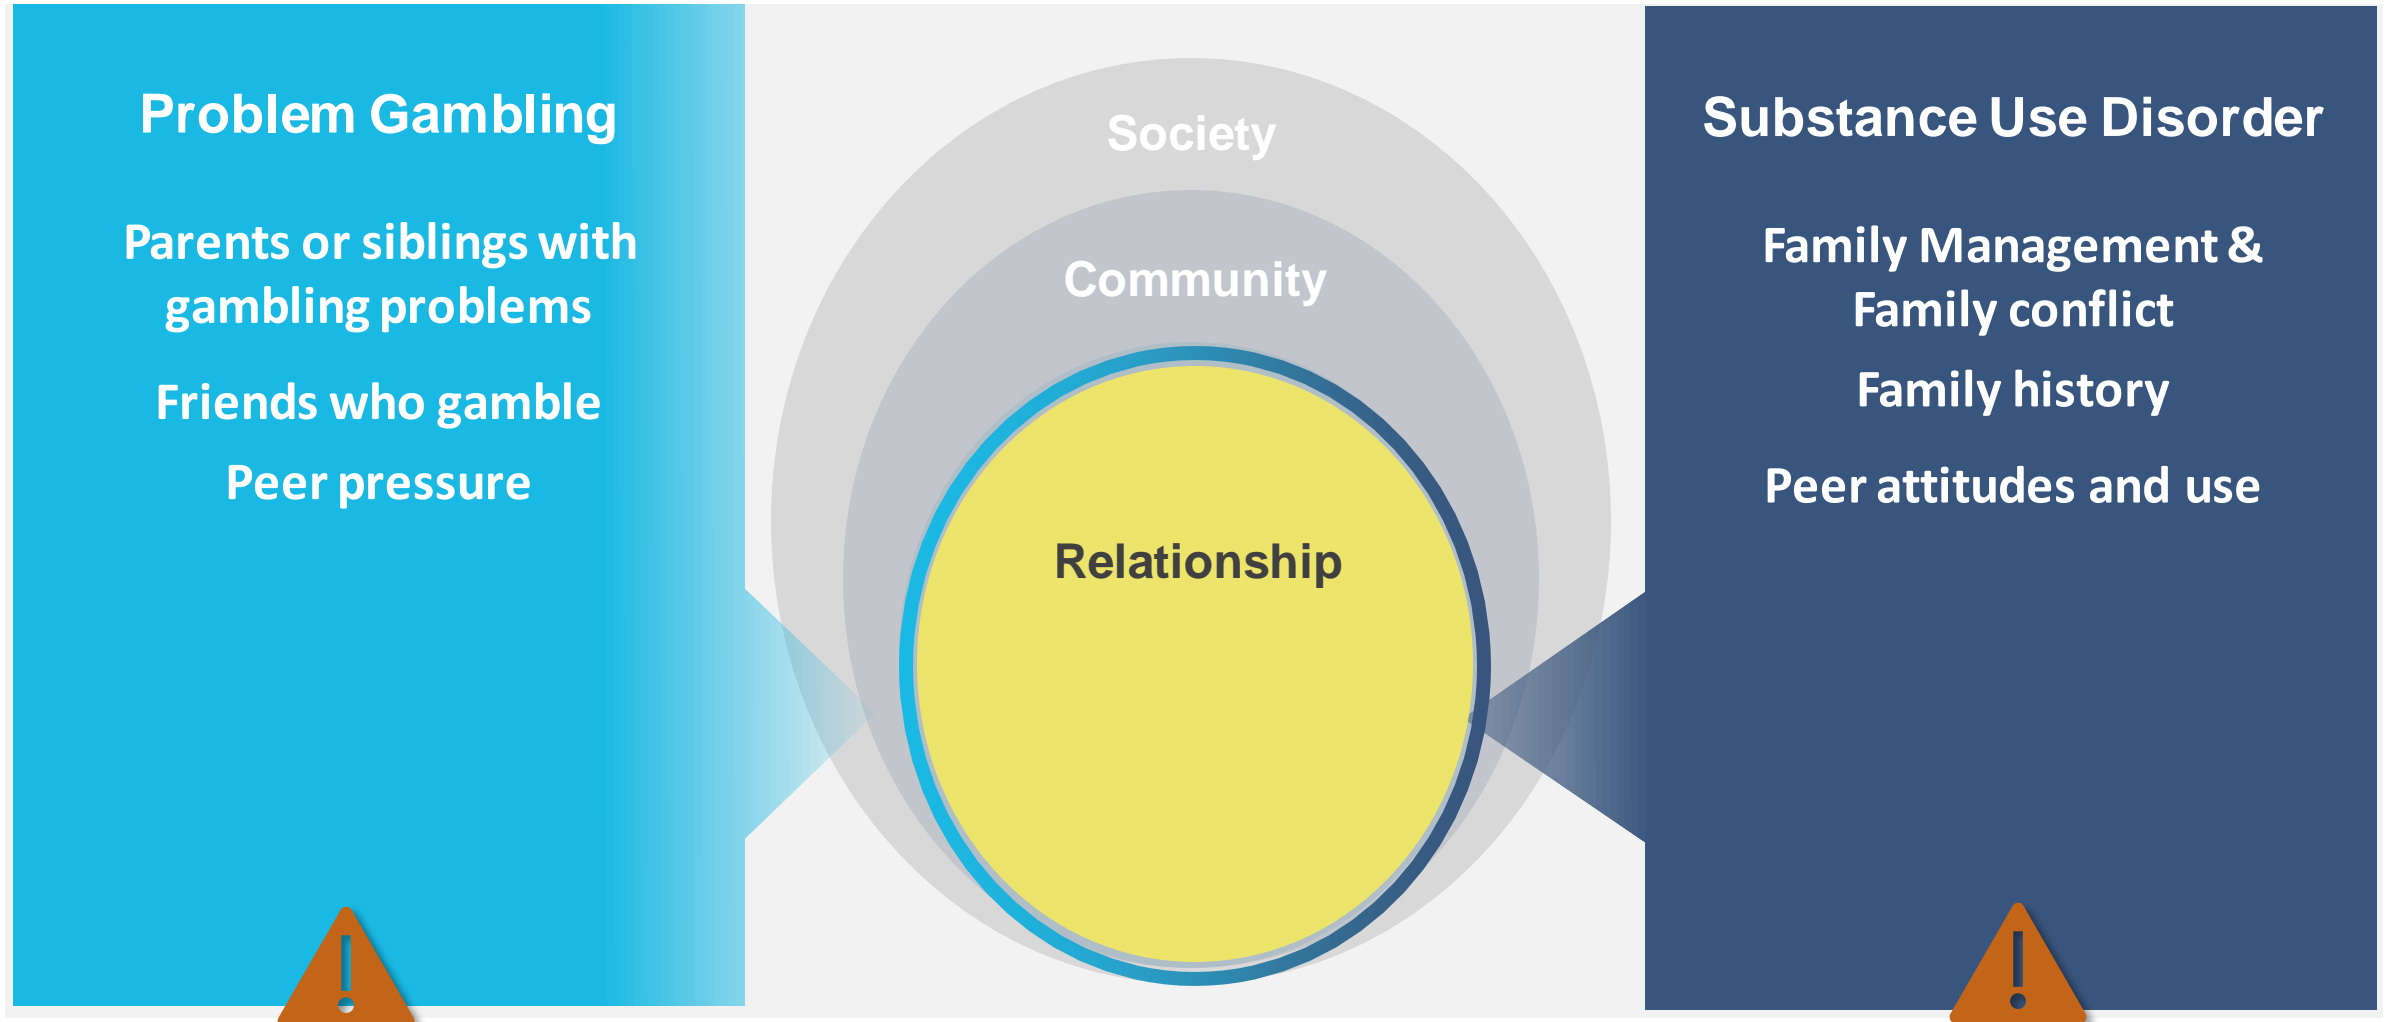 Problem Gambling
Parents or siblings with
gambling problems
Friends who gamble
Peer pressure
Society
Community
Relationship
Substance Use Disorder
Family Management &
Family conflict
Family history
Peer attitudes and use